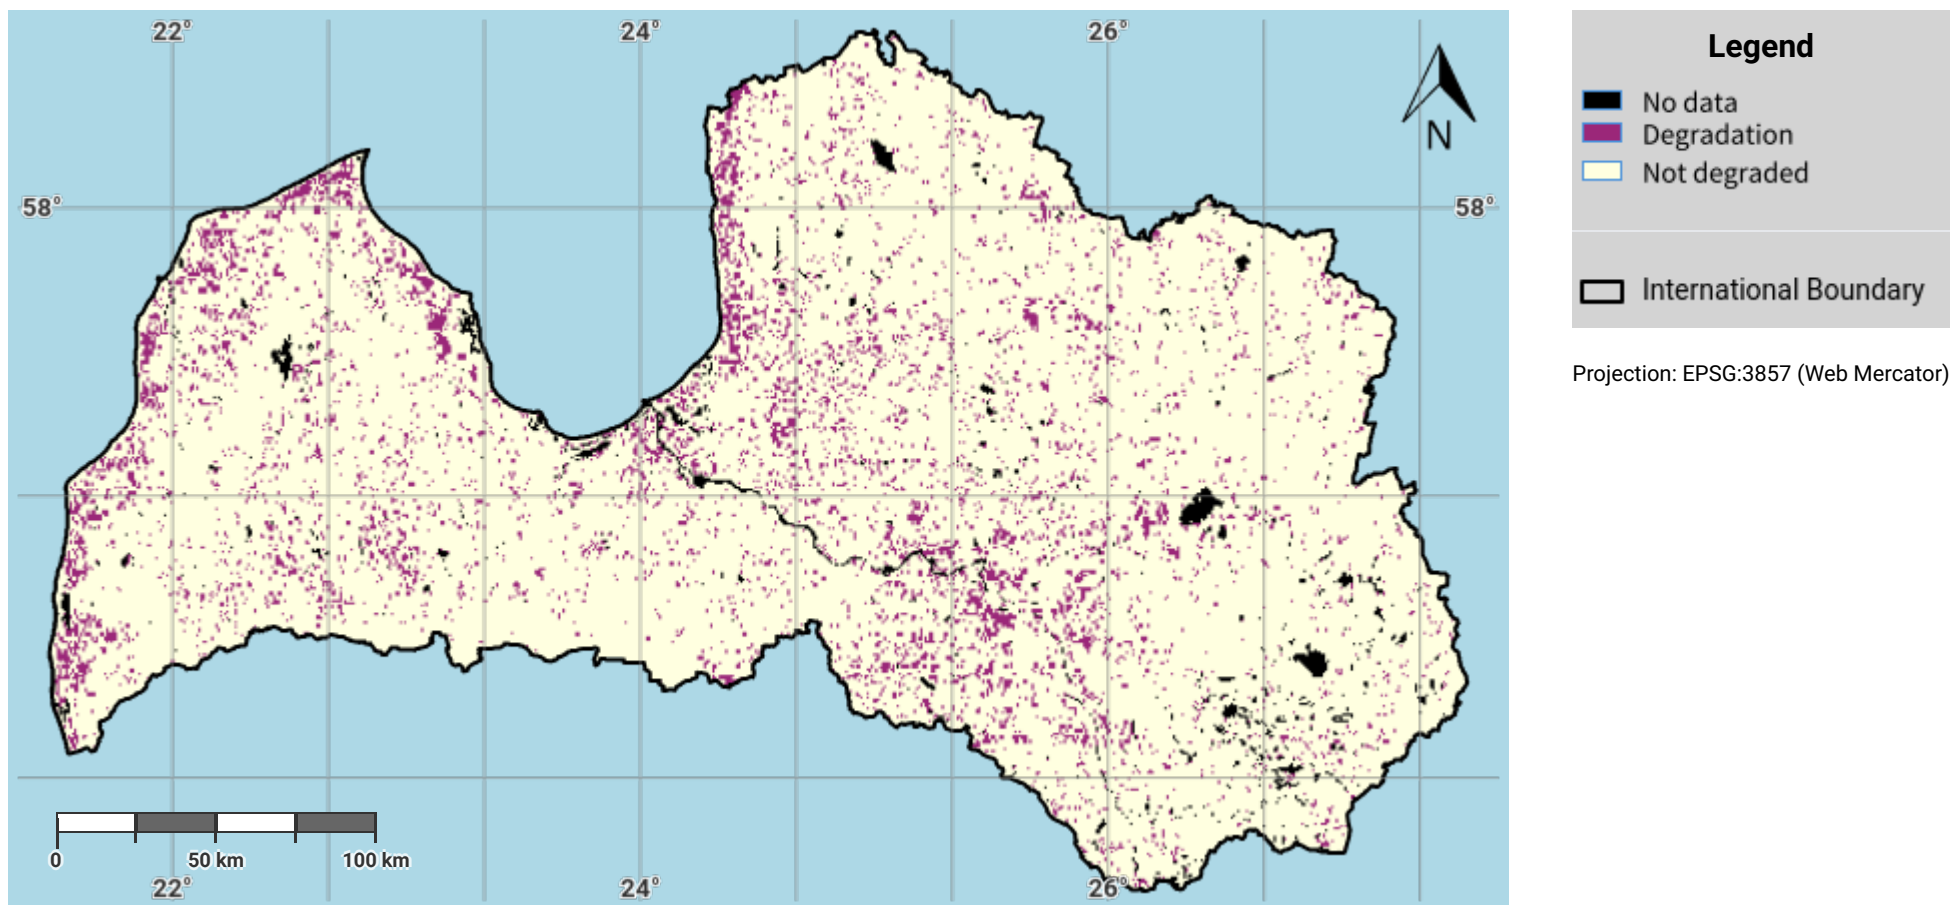 22° 24° 26°
Legend
No data
Degradation
Not degraded
N
58° 58°
International Boundary
Projection: EPSG:3857 (Web Mercator)
0 50 km 100 km
22° 24° 26°